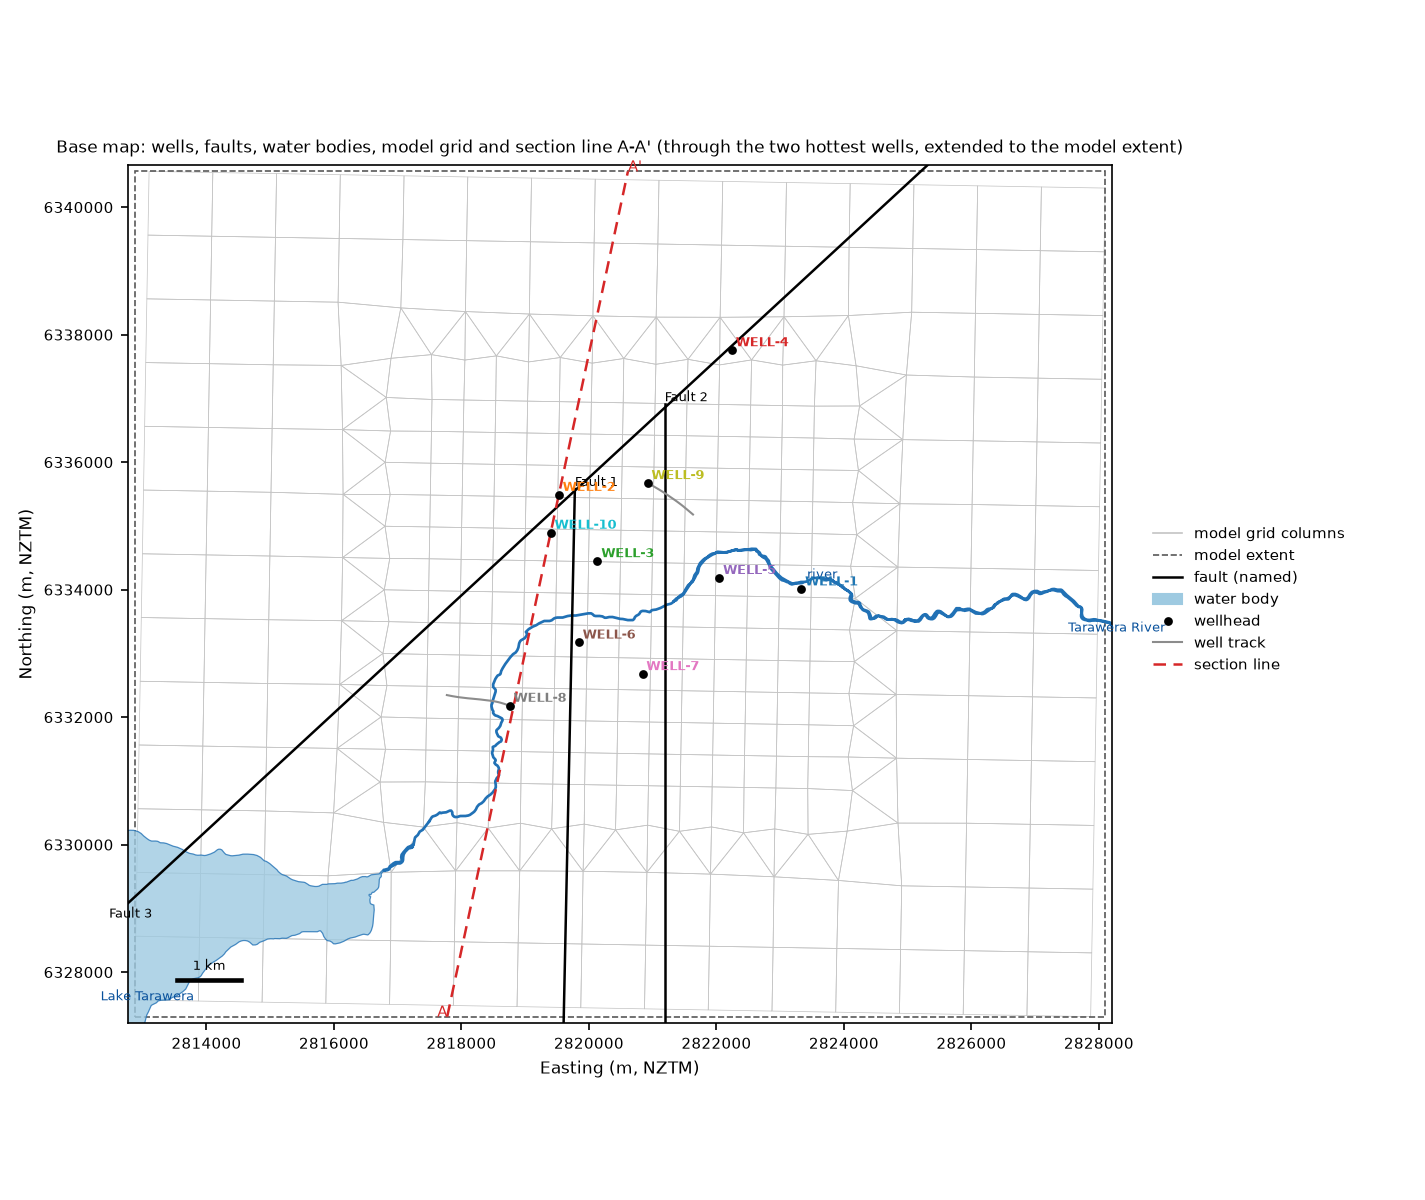 Base map: wells, faults, water bodies, model grid and section line A-A' (through the two hottest wells, extended to the model extent)
A'
6340000
6338000
6336000
6334000
6332000
6330000
6328000
Northing (m, NZTM)
WELL-4
Fault 2
WELL-9
Fault 1
WELL-2
WELL-10
WELL-3
WELL-5
river
WELL-1
Tarawera River
WELL-6
WELL-7
WELL-8
Fault 3
1 km
Lake Tarawera
A
2814000
2816000
2818000
2820000
2822000
2824000
2826000
2828000
Easting (m, NZTM)
model grid columns
model extent
fault (named)
water body
wellhead
well track
section line